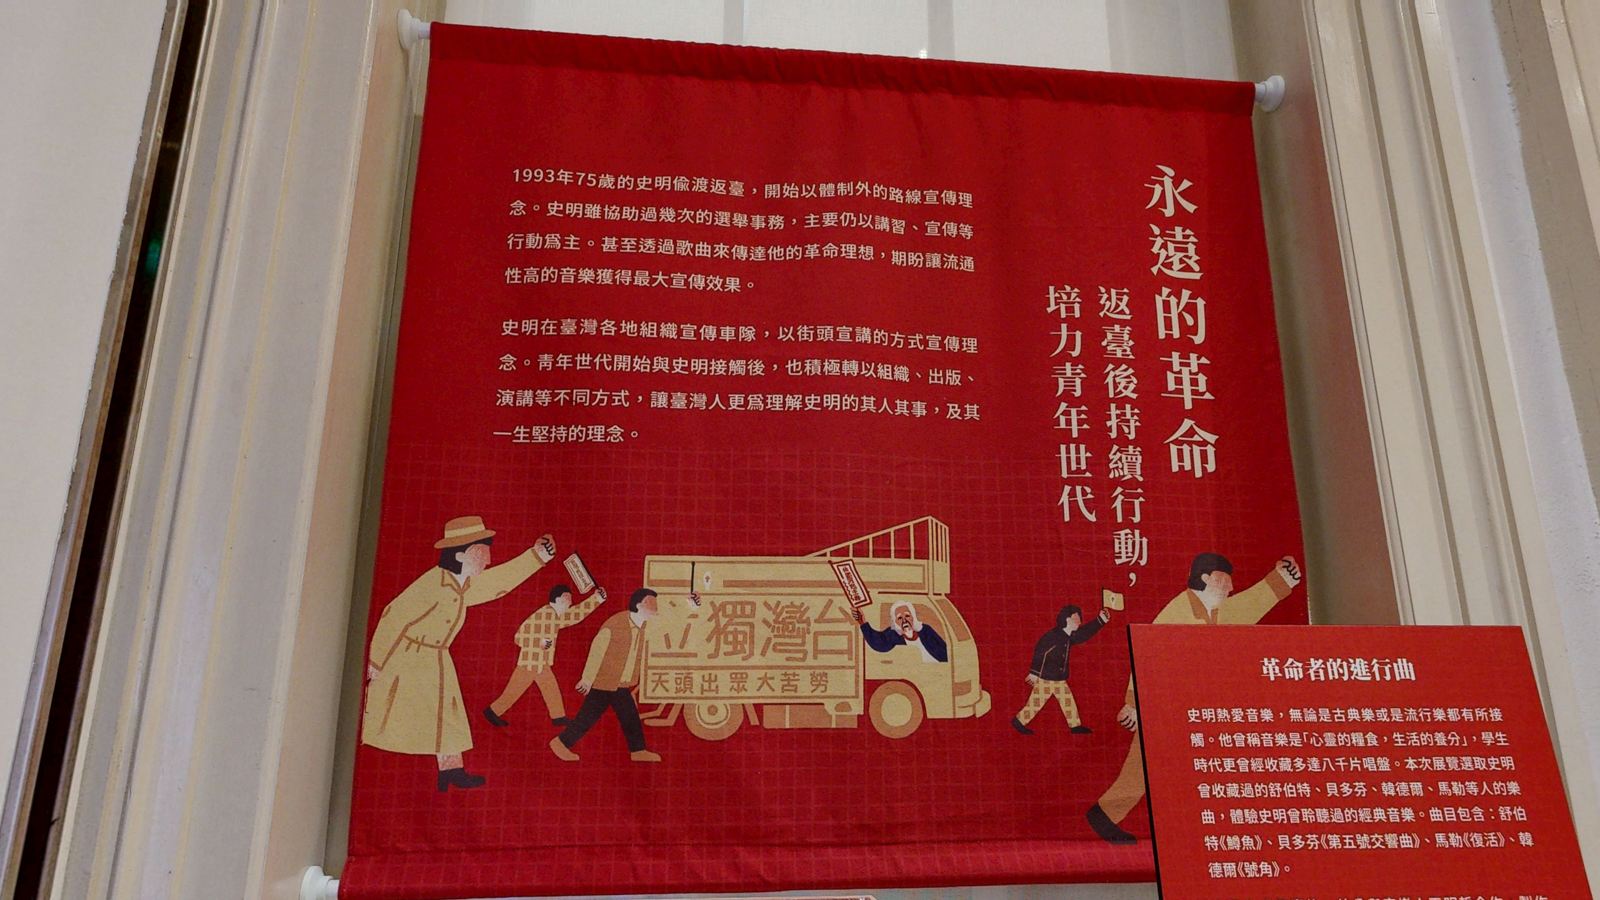 永遠的革命
返臺後持續行動，
培力青年世代
1993年75歲的史明偷渡返臺，開始以體制外的路線宣傳理
念。史明雖協助過幾次的選舉事務，主要仍以講習、宣傳等
行動爲主。甚至透過歌曲來傳達他的革命理想，期盼讓流通
性高的音樂獲得最大宣傳效果。
史明在臺灣各地組織宣傳車隊，以街頭宣講的方式宣傳理
念。青年世代開始與史明接觸後，也積極轉以組織、出版、
演講等不同方式，讓臺灣人更爲理解史明的其人其事，及其
一生堅持的理念。
立獨灣台
天頭出眾大苦勞
革命者的進行曲
史明熱愛音樂，無論是古典樂或是流行樂都有所接
觸。他曾稱音樂是「心靈的糧食，生活的養分」，學生
時代更曾經收藏多達八千片唱盤。本次展覽選取史明
曾收藏過的舒伯特、貝多芬、韓德爾、馬勒等人的樂
曲，體驗史明曾聆聽過的經典音樂。曲目包含：舒伯
特《鱒魚》、貝多芬《第五號交響曲》、馬勒《復活》、韓
德爾《號角》。